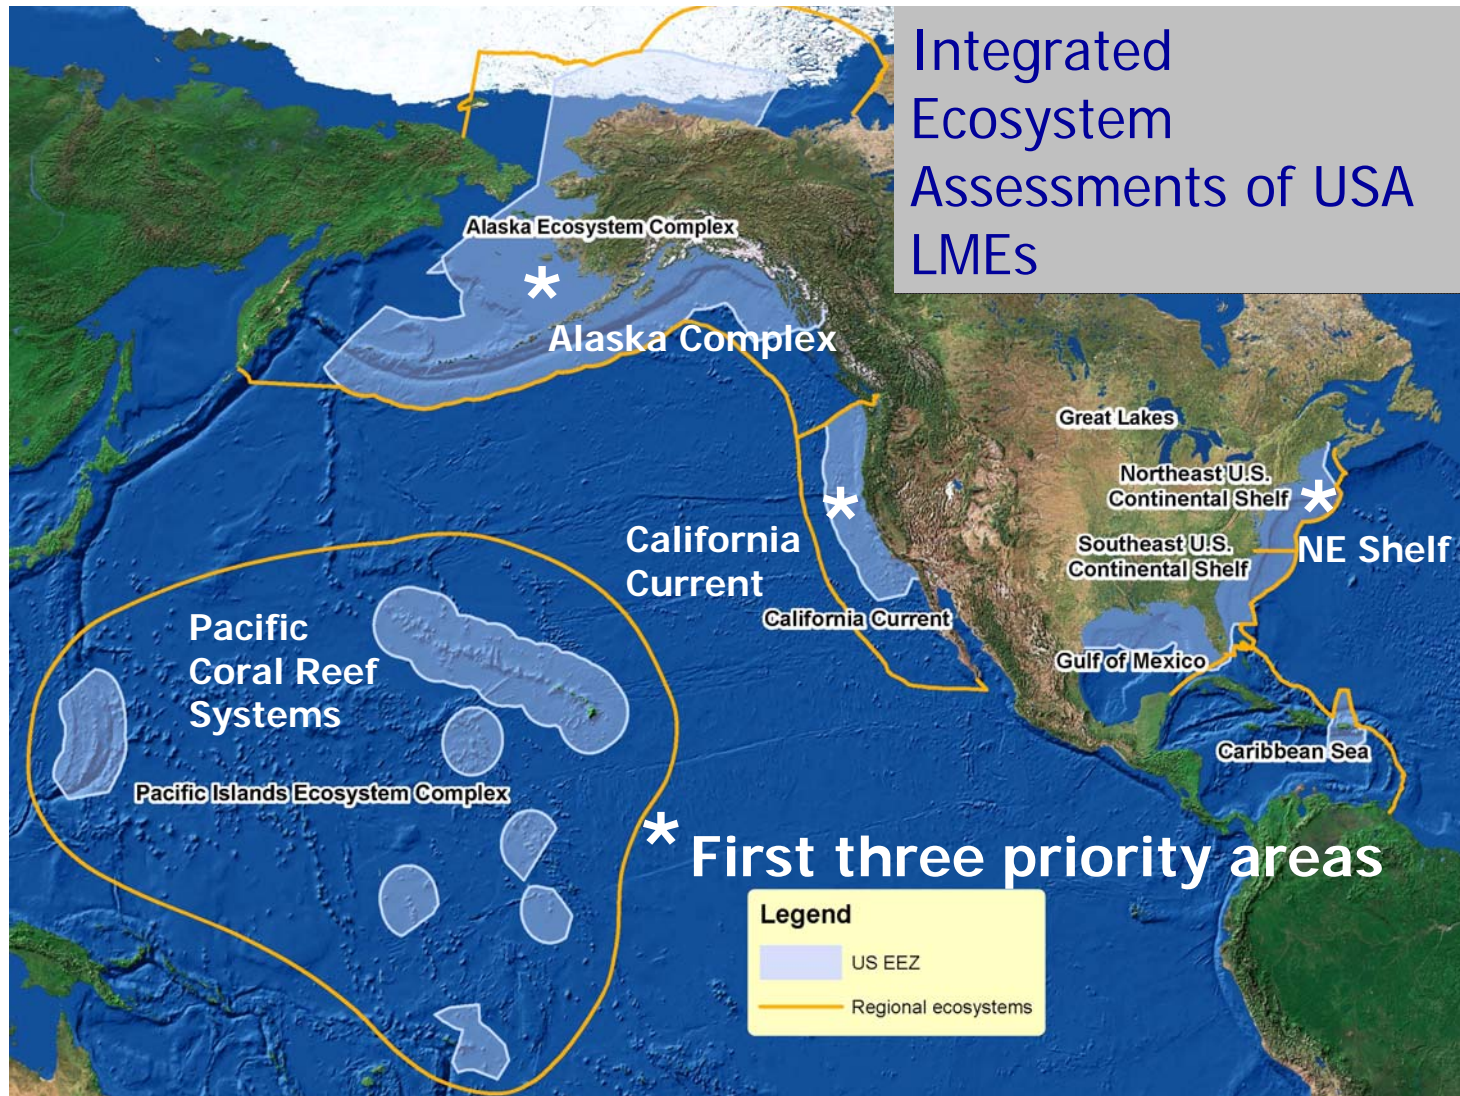 Integrated
Ecosystem
Assessments of USA
LMEs
Alaska Ecosystem Complex
*
Alaska Complex
Great Lakes
Northeast U.S.
Continental Shelf
*
*
California
Current
Southeast U.S.
Continental Shelf
NE Shelf
California Current
Pacific
Coral Reef
Systems
Gulf of Mexico
Caribbean Sea
Pacific Islands Ecosystem Complex
* First three priority areas
Legend
US EEZ
Regional ecosystems